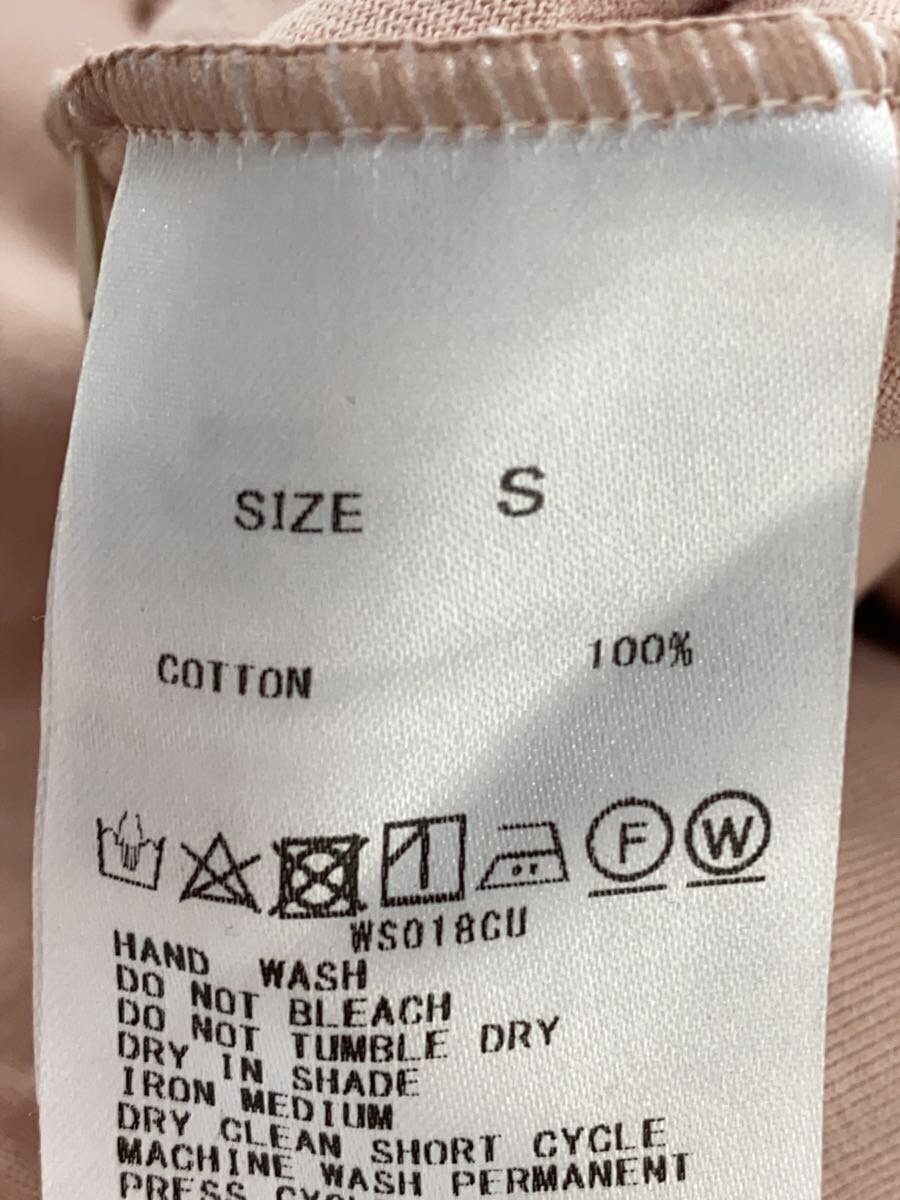 SIZE S
COTTON 100%
F W
WS018CU
HAND WASH
DO NOT BLEACH
DO NOT TUMBLE DRY
DRY IN SHADE
IRON MEDIUM
DRY CLEAN SHORT CYCLE
MACHINE WASH PERMANENT
PRESS